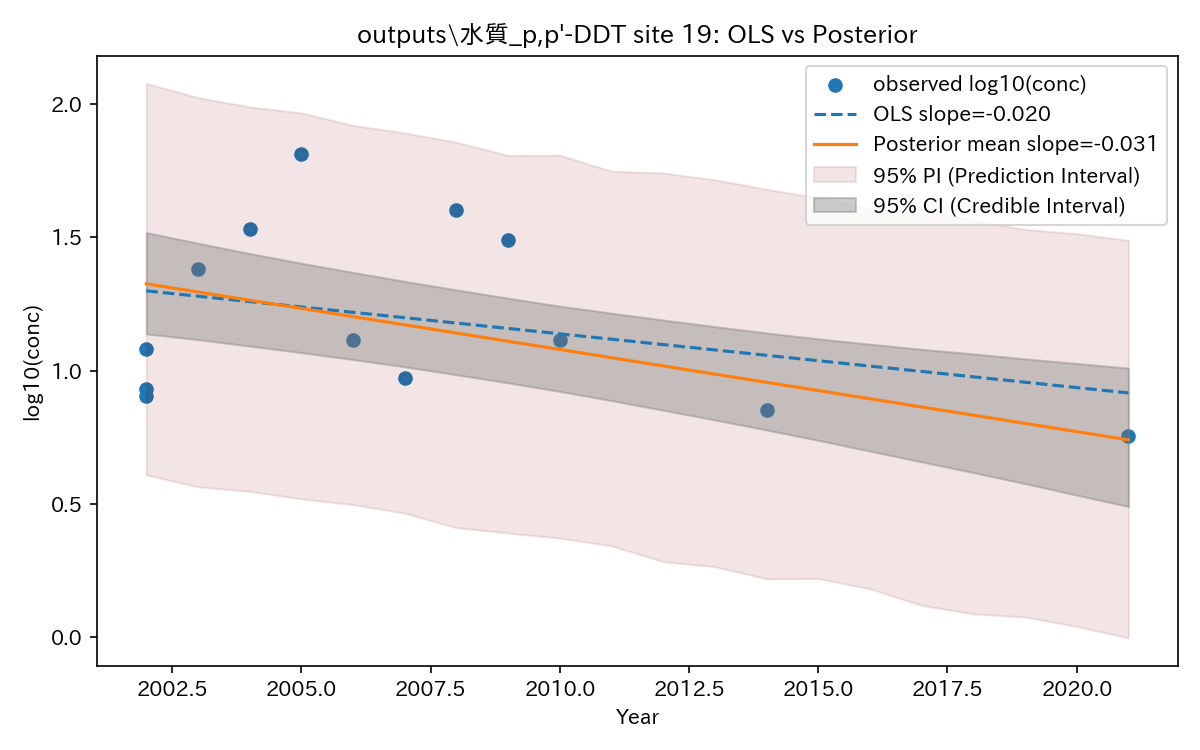 outputs\水質_p,p'-DDT site 19: OLS vs Posterior
observed log10(conc)
OLS slope=-0.020
Posterior mean slope=-0.031
95% PI (Prediction Interval)
95% CI (Credible Interval)
log10(conc)
2.0
1.5
1.0
0.5
0.0
2002.5 2005.0 2007.5 2010.0 2012.5 2015.0 2017.5 2020.0
Year